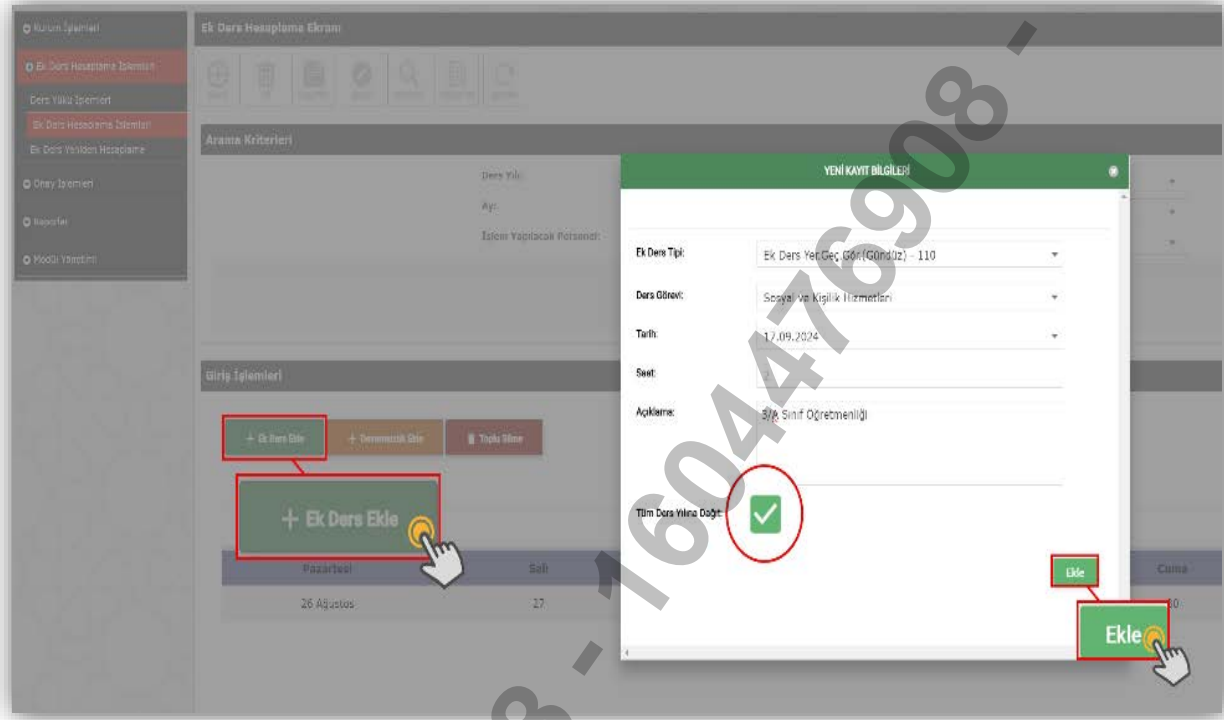 Kurum İşlemleri
Ek Ders Hesaplama İşlemleri
Ders Yükü İşemleri
Ek Ders Hesaplama İşlemleri
Ek Ders Yeniden Hesaplama
Onay İşlemleri
Raporlar
Modül Yönetimi
Ek Ders Hesaplama Ekranı
Arama Kriterleri
Ders Yılı:
Ay:
İşlem Yapılacak Personel:
Giriş İşlemleri
+ Ek Ders Ekle
Toplu Silme
+ Ek Ders Ekle
Pazartesi
Salı
Cuma
26 Ağustos
27
YENİ KAYIT BİLGİLERİ
Ek Ders Tipi:
Ek Ders Yer.Geç.Gör.(Gündüz) - 110
Ders Görevi:
Sosyal ve Kişilik Hizmetleri
Tarih:
17.09.2024
Saat:
2
Açıklama:
3/A Sınıf Öğretmenliği
Tüm Ders Yılına Dağıt:
Ekle
Ekle
- 1604476908 -